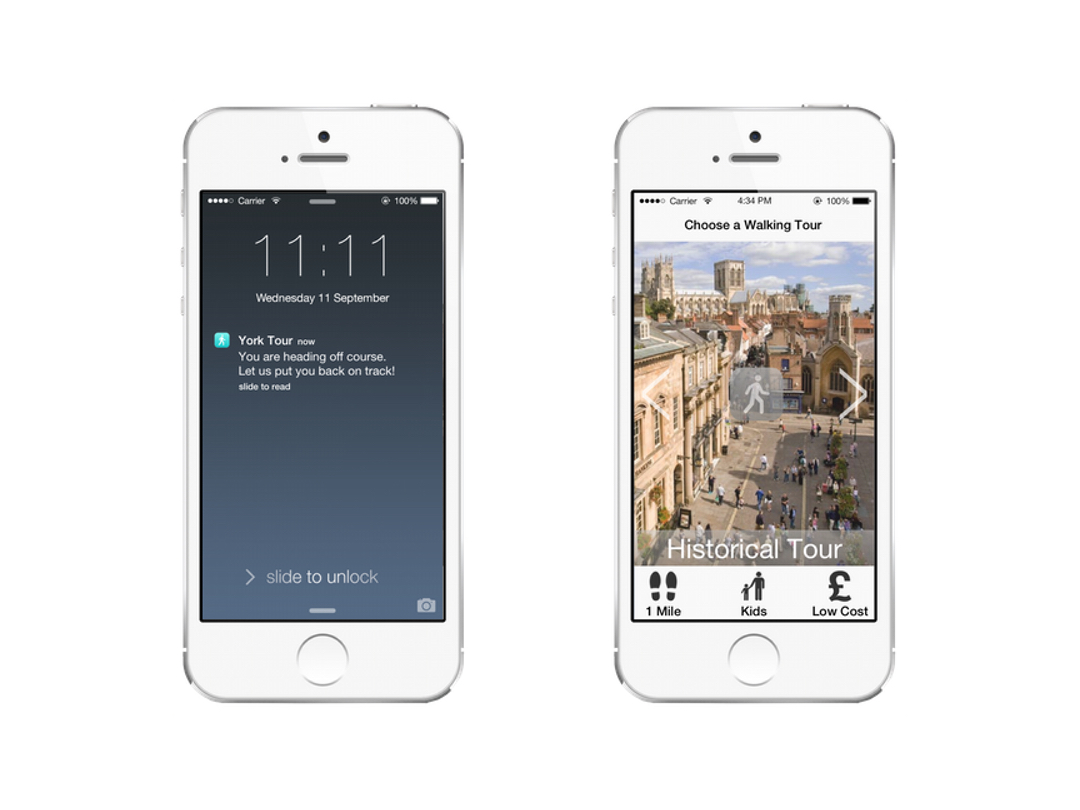 Carrier 100%
11:11
Wednesday 11 September
York Tour now
You are heading off course.
Let us put you back on track!
slide to read
slide to unlock
Carrier 4:34 PM 100%
Choose a Walking Tour
Historical Tour
1 Mile Kids £ Low Cost